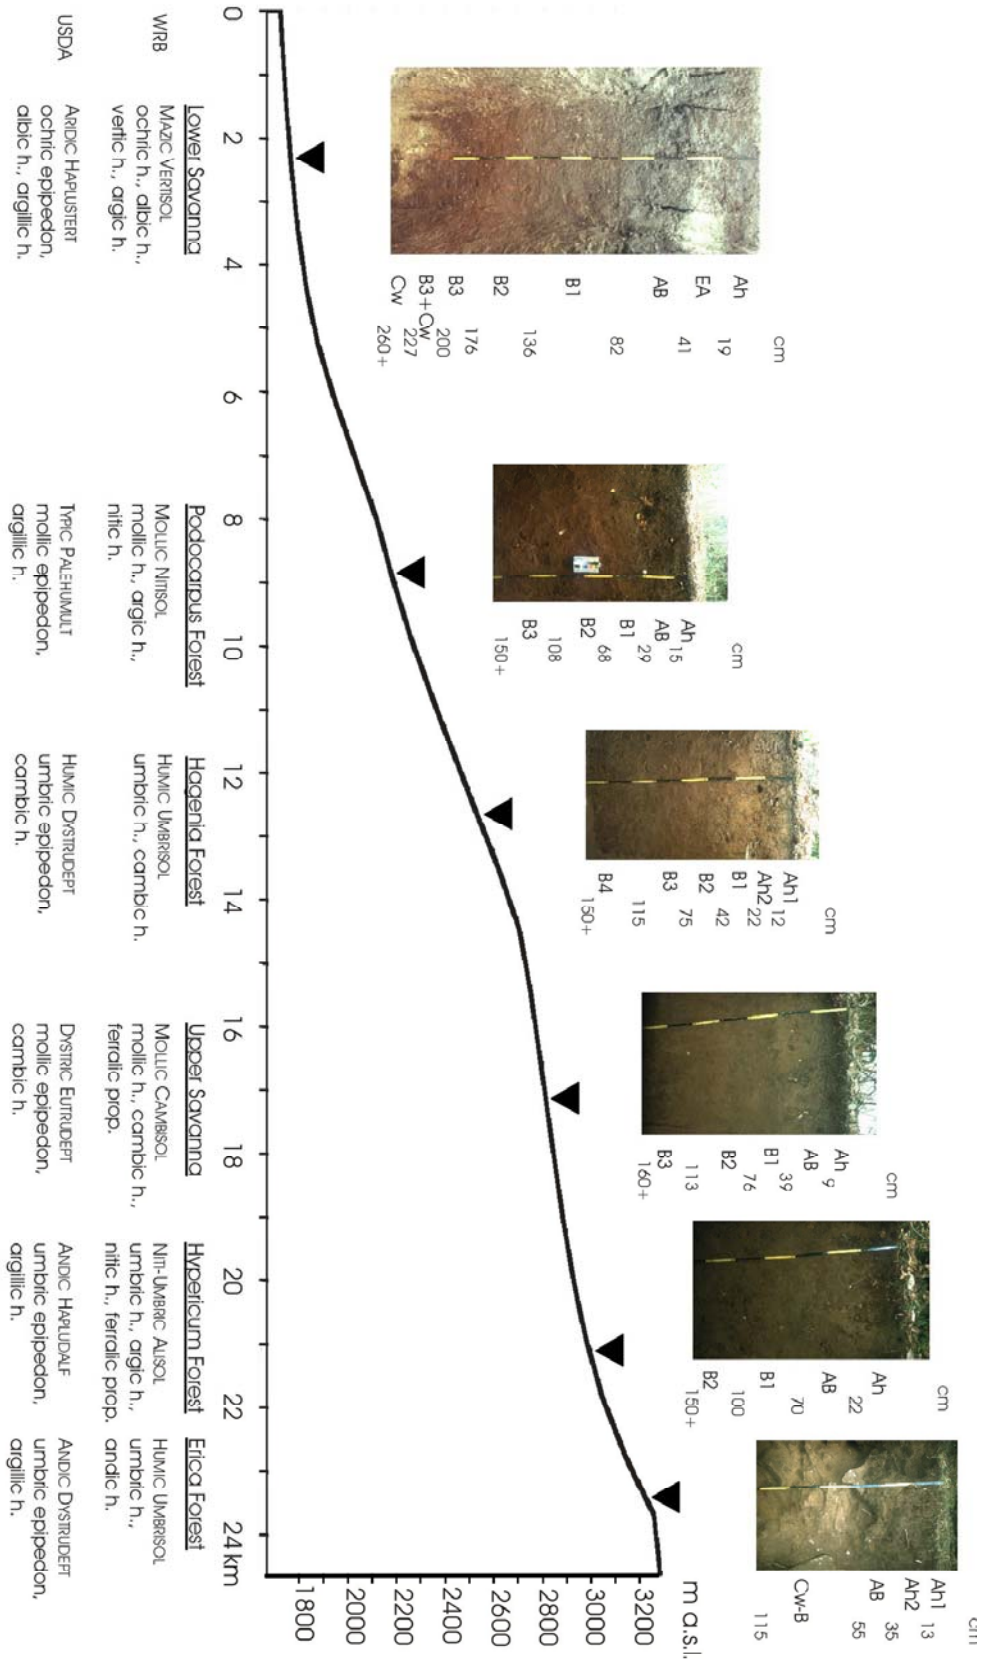 cm
Ah
19
EA
41
AB
82
B1
136
B2
176
B3
200
B3+Cw
227
Cw
260+
cm
Ah
15
AB
29
B1
68
B2
108
B3
150+
cm
Ah1
12
Ah2
22
B1
42
B2
75
B3
115
B4
150+
cm
Ah
9
AB
39
B1
76
B2
113
B3
160+
cm
Ah
22
AB
70
B1
100
B2
150+
cm
Ah1
13
Ah2
35
AB
55
Cw-B
115
m a.s.l.
3200
3000
2800
2600
2400
2200
2000
1800
0 2 4 6 8 10 12 14 16 18 20 22 24km
WRB
USDA
Lower Savanna
MAZIC VERTISOL
ochric h., albic h.,
vertic h., argic h.
ARIDIC HAPLUSTERT
ochric epipedon,
albic h., argillic h.
Podocarpus Forest
MOLLIC NITISOL
mollic h., argic h.,
nitic h.
TYPIC PALEHUMULT
mollic epipedon,
argillic h.
Hagenia Forest
HUMIC UMBRISOL
umbric h., cambic h.
HUMIC DYSTRUDEPT
umbric epipedon,
cambic h.
Upper Savanna
MOLLIC CAMBISOL
mollic h., cambic h.,
ferralic prop.
DYSTRIC EUTRUDEPT
mollic epipedon,
cambic h.
Hypericum Forest
NITI-UMBRIC ALISOL
umbric h., argic h.,
nitic h., ferralic prop.
ANDIC HAPLUDALF
umbric epipedon,
argillic h.
Erica Forest
HUMIC UMBRISOL
umbric h.,
andic h.
ANDIC DYSTRUDEPT
umbric epipedon,
argillic h.